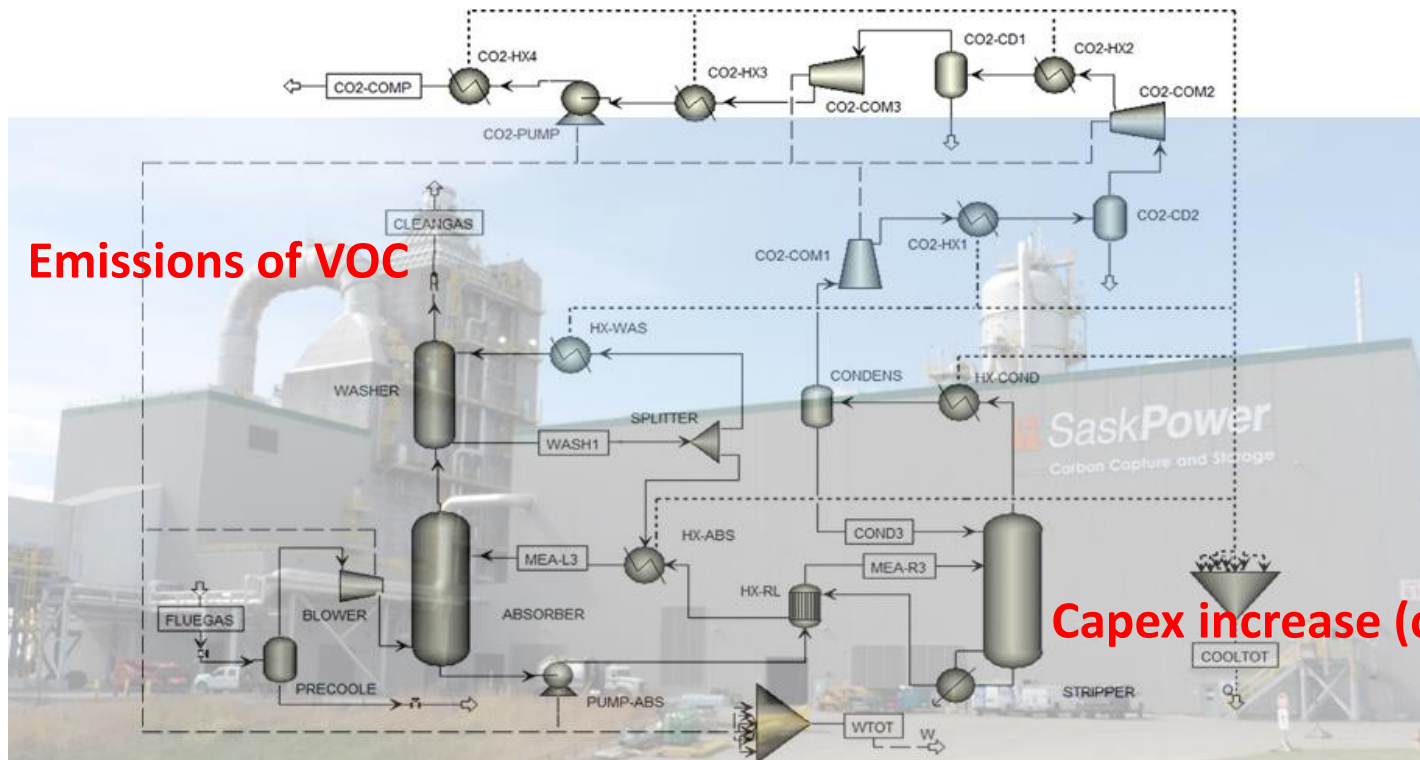 CO2-HX4
CO2-HX3
CO2-CD1
CO2-HX2
CO2-COMP
CO2-COM3
CO2-COM2
CO2-PUMP
CLEANGAS
CO2-HX1
CO2-CD2
CO2-COM1
Emissions of VOC
HX-WAS
WASHER
CONDENS
HX-COND
SPLITTER
WASH1
SaskPower
Carbon Capture and Storage
COND3
HX-ABS
MEA-L3
MEA-R3
HX-RL
BLOWER
ABSORBER
FLUEGAS
Capex increase (
COOLTOT
PRECOOLE
PUMP-ABS
STRIPPER
Q
WTOT
W